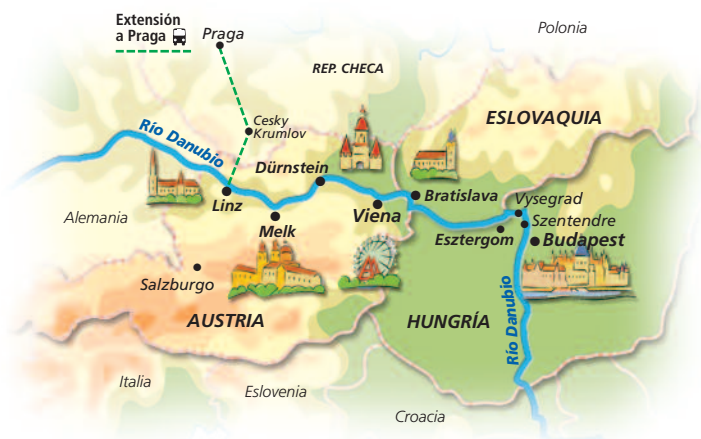 Extensión
a Praga
Praga
Polonia
REP. CHECA
Cesky
Krumlov
ESLOVAQUIA
Río Danubio
Dürnstein
Linz
Bratislava
Vysegrad
Alemania
Melk
Viena
Szentendre
Esztergom
Budapest
Salzburgo
AUSTRIA
HUNGRÍA
Río Danubio
Italia
Eslovenia
Croacia